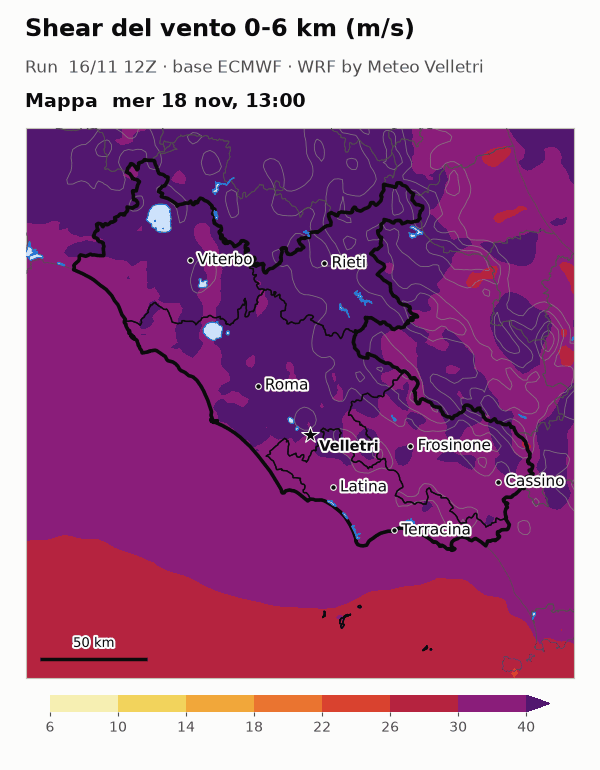 Shear del vento 0-6 km (m/s)
Run  16/11 12Z · base ECMWF · WRF by Meteo Velletri
Mappa  mer 18 nov, 13:00
Viterbo
Rieti
Roma
Velletri
Frosinone
Latina
Cassino
Terracina
50 km
6 10 14 18 22 26 30 40